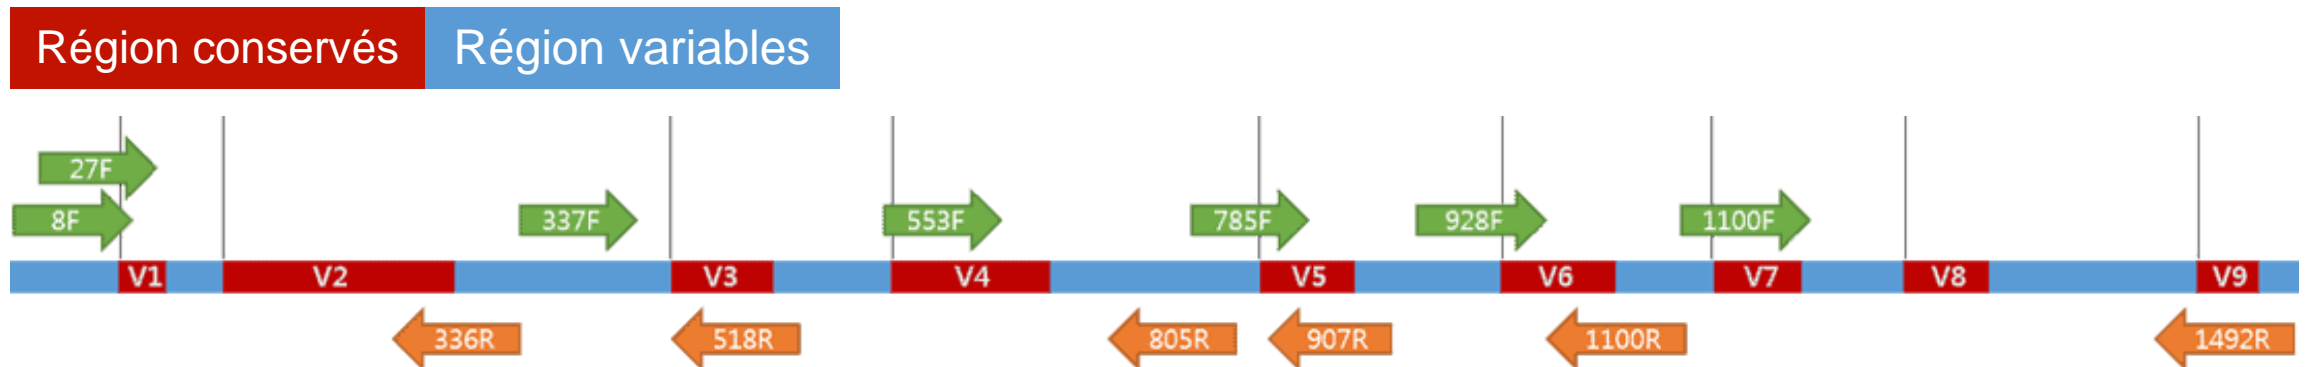 Région conservés Région variables
27F
8F 337F 553F 785F 928F 1100F
V1 V2 V3 V4 V5 V6 V7 V8 V9
336R 518R 805R 907R 1100R 1492R